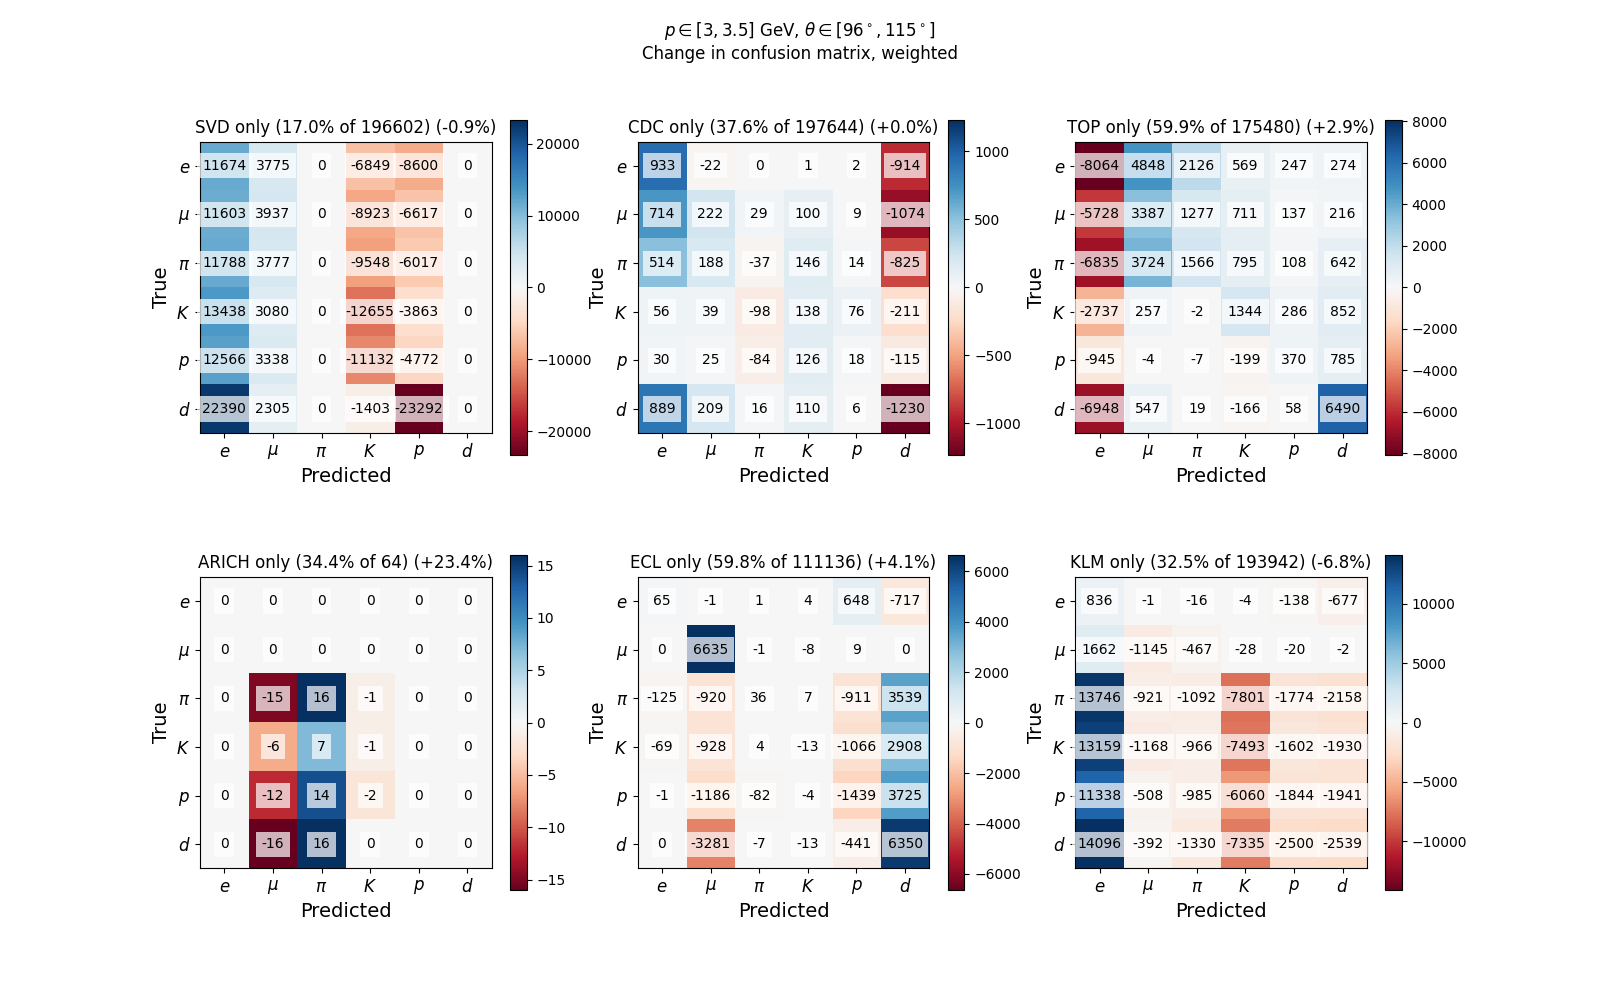 p ∈ [3, 3.5] GeV, θ ∈ [96°, 115°]
Change in confusion matrix, weighted
SVD only (17.0% of 196602) (-0.9%)
e 11674 3775 0 -6849 -8600 0
μ 11603 3937 0 -8923 -6617 0
π 11788 3777 0 -9548 -6017 0
K 13438 3080 0 -12655 -3863 0
p 12566 3338 0 -11132 -4772 0
d 22390 2305 0 -1403 -23292 0
e μ π K p d
True
Predicted
20000
10000
0
−10000
−20000
CDC only (37.6% of 197644) (+0.0%)
e 933 -22 0 1 2 -914
μ 714 222 29 100 9 -1074
π 514 188 -37 146 14 -825
K 56 39 -98 138 76 -211
p 30 25 -84 126 18 -115
d 889 209 16 110 6 -1230
e μ π K p d
True
Predicted
1000
500
0
−500
−1000
TOP only (59.9% of 175480) (+2.9%)
e -8064 4848 2126 569 247 274
μ -5728 3387 1277 711 137 216
π -6835 3724 1566 795 108 642
K -2737 257 -2 1344 286 852
p -945 -4 -7 -199 370 785
d -6948 547 19 -166 58 6490
e μ π K p d
True
Predicted
8000
6000
4000
2000
0
−2000
−4000
−6000
−8000
ARICH only (34.4% of 64) (+23.4%)
e 0 0 0 0 0 0
μ 0 0 0 0 0 0
π 0 -15 16 -1 0 0
K 0 -6 7 -1 0 0
p 0 -12 14 -2 0 0
d 0 -16 16 0 0 0
e μ π K p d
True
Predicted
15
10
5
0
−5
−10
−15
ECL only (59.8% of 111136) (+4.1%)
e 65 -1 1 4 648 -717
μ 0 6635 -1 -8 9 0
π -125 -920 36 7 -911 3539
K -69 -928 4 -13 -1066 2908
p -1 -1186 -82 -4 -1439 3725
d 0 -3281 -7 -13 -441 6350
e μ π K p d
True
Predicted
6000
4000
2000
0
−2000
−4000
−6000
KLM only (32.5% of 193942) (-6.8%)
e 836 -1 -16 -4 -138 -677
μ 1662 -1145 -467 -28 -20 -2
π 13746 -921 -1092 -7801 -1774 -2158
K 13159 -1168 -966 -7493 -1602 -1930
p 11338 -508 -985 -6060 -1844 -1941
d 14096 -392 -1330 -7335 -2500 -2539
e μ π K p d
True
Predicted
10000
5000
0
−5000
−10000